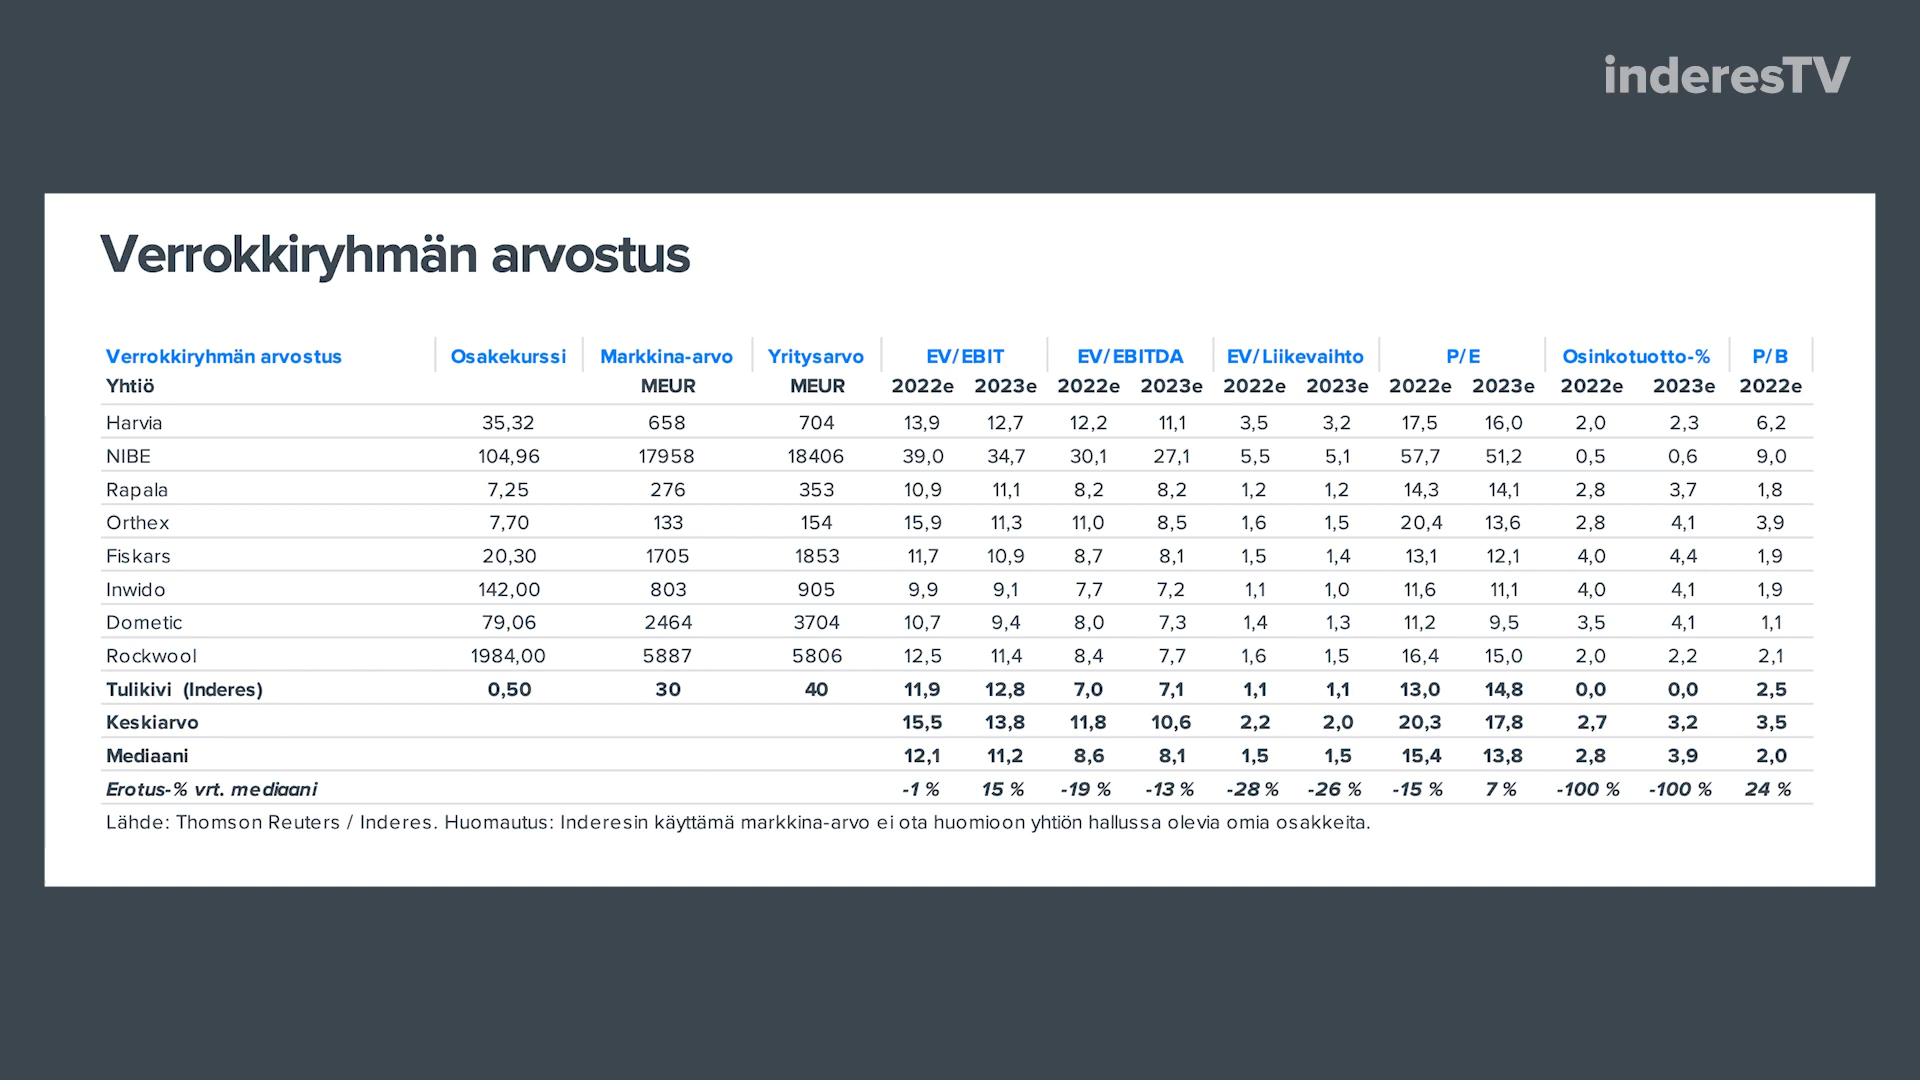 inderesTV
Verrokkiryhmän arvostus
Verrokkiryhmän arvostus Osakekurssi Markkina-arvo Yritysarvo EV/EBIT EV/EBITDA EV/Liikevaihto P/E Osinkotuotto-% P/B
Yhtiö MEUR MEUR 2022e 2023e 2022e 2023e 2022e 2023e 2022e 2023e 2022e 2023e 2022e
Harvia 35,32 658 704 13,9 12,7 12,2 11,1 3,5 3,2 17,5 16,0 2,0 2,3 6,2
NIBE 104,96 17958 18406 39,0 34,7 30,1 27,1 5,5 5,1 57,7 51,2 0,5 0,6 9,0
Rapala 7,25 276 353 10,9 11,1 8,2 8,2 1,2 1,2 14,3 14,1 2,8 3,7 1,8
Orthex 7,70 133 154 15,9 11,3 11,0 8,5 1,6 1,5 20,4 13,6 2,8 4,1 3,9
Fiskars 20,30 1705 1853 11,7 10,9 8,7 8,1 1,5 1,4 13,1 12,1 4,0 4,4 1,9
Inwido 142,00 803 905 9,9 9,1 7,7 7,2 1,1 1,0 11,6 11,1 4,0 4,1 1,9
Dometic 79,06 2464 3704 10,7 9,4 8,0 7,3 1,4 1,3 11,2 9,5 3,5 4,1 1,1
Rockwool 1984,00 5887 5806 12,5 11,4 8,4 7,7 1,6 1,5 16,4 15,0 2,0 2,2 2,1
Tulikivi (Inderes) 0,50 30 40 11,9 12,8 7,0 7,1 1,1 1,1 13,0 14,8 0,0 0,0 2,5
Keskiarvo 15,5 13,8 11,8 10,6 2,2 2,0 20,3 17,8 2,7 3,2 3,5
Mediaani 12,1 11,2 8,6 8,1 1,5 1,5 15,4 13,8 2,8 3,9 2,0
Erotus-% vrt. mediaani -1 % 15 % -19 % -13 % -28 % -26 % -15 % 7 % -100 % -100 % 24 %
Lähde: Thomson Reuters / Inderes. Huomautus: Inderesin käyttämä markkina-arvo ei ota huomioon yhtiön hallussa olevia omia osakkeita.